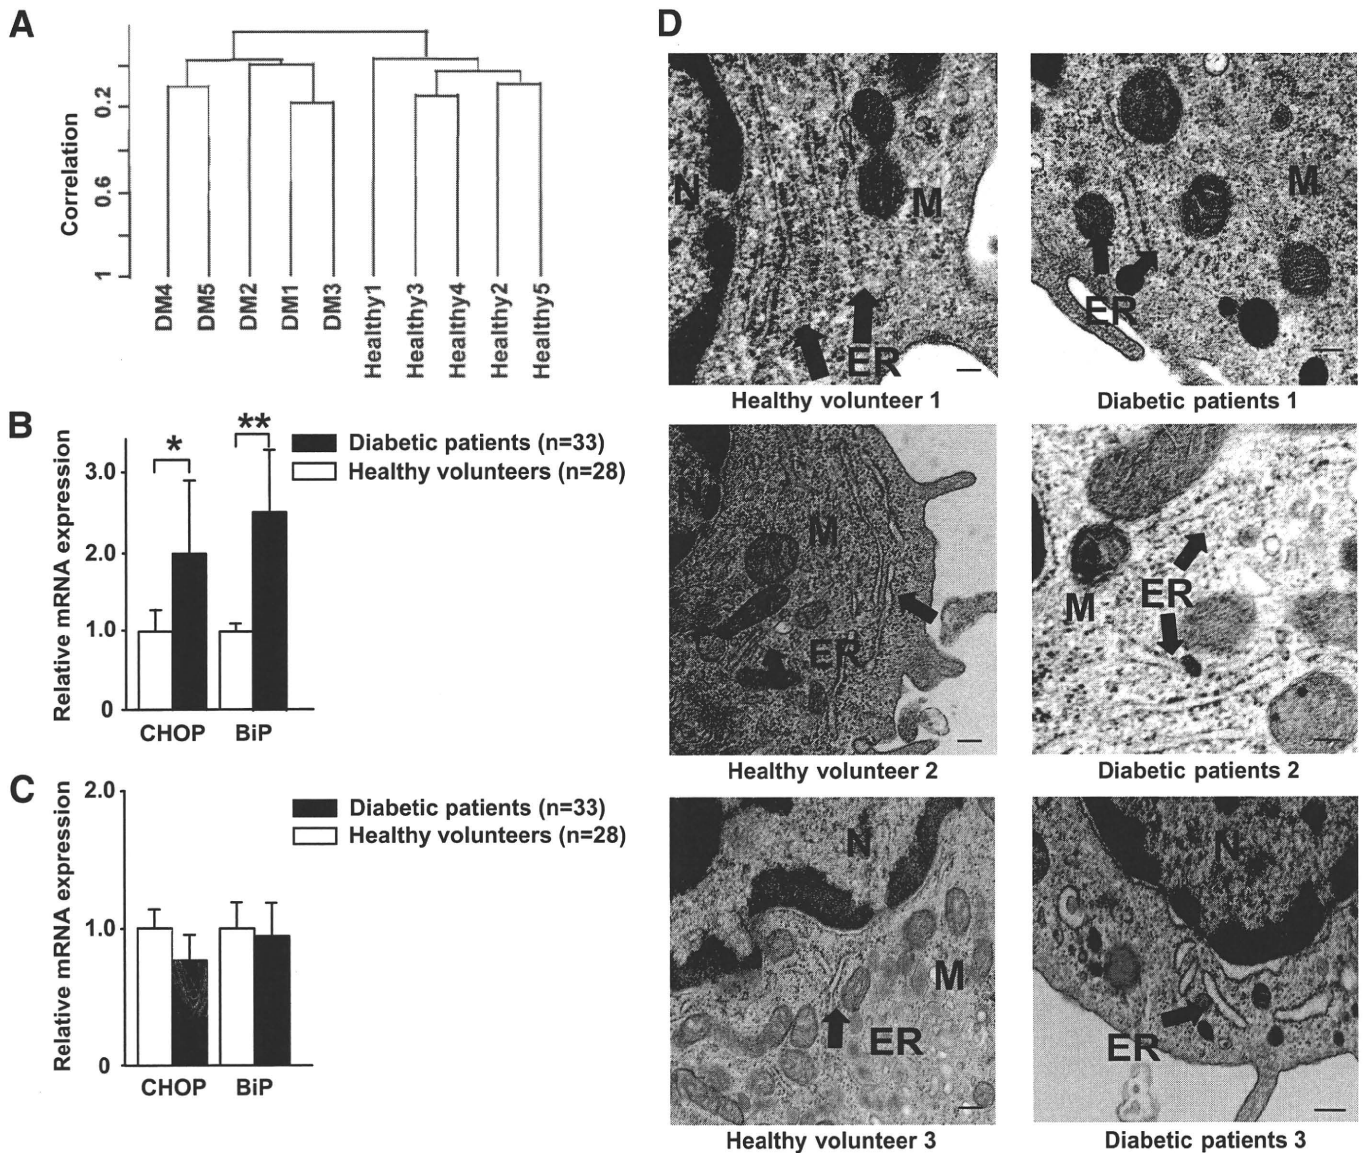 A
Correlation
0.2
0.6
1
DM4
DM5
DM2
DM1
DM3
Healthy1
Healthy3
Healthy4
Healthy2
Healthy5
B
Relative mRNA expression
3.0
2.0
1.0
0
*
**
Diabetic patients (n=33)
Healthy volunteers (n=28)
CHOP
BiP
C
Relative mRNA expression
2.0
1.0
0
Diabetic patients (n=33)
Healthy volunteers (n=28)
CHOP
BiP
D
N
M
ER
Healthy volunteer 1
M
ER
Diabetic patients 1
N
M
ER
Healthy volunteer 2
M
ER
Diabetic patients 2
N
M
ER
Healthy volunteer 3
N
ER
Diabetic patients 3